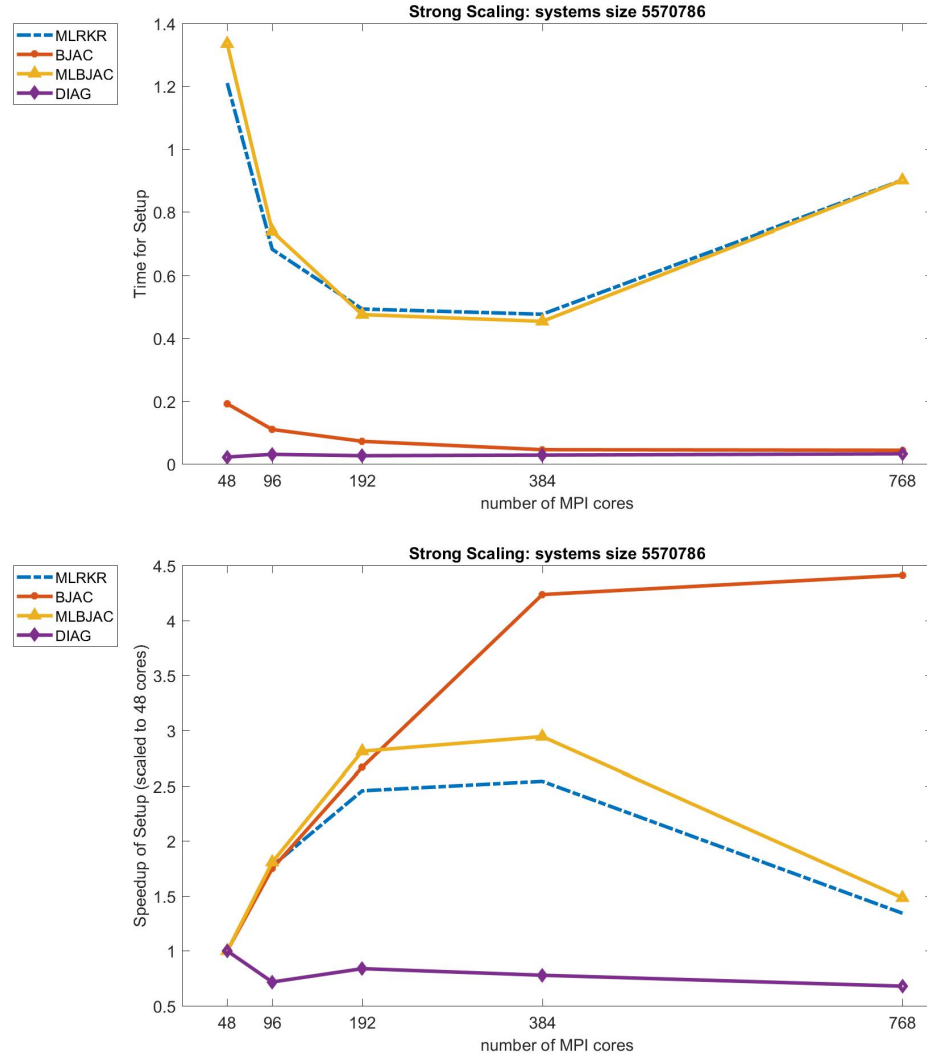 Strong Scaling: systems size 5570786
MLRKR
BJAC
MLBJAC
DIAG
Time for Setup
1.4
1.2
1
0.8
0.6
0.4
0.2
0
48 96 192 384 768
number of MPI cores
Strong Scaling: systems size 5570786
MLRKR
BJAC
MLBJAC
DIAG
Speedup of Setup (scaled to 48 cores)
4.5
4
3.5
3
2.5
2
1.5
1
0.5
48 96 192 384 768
number of MPI cores